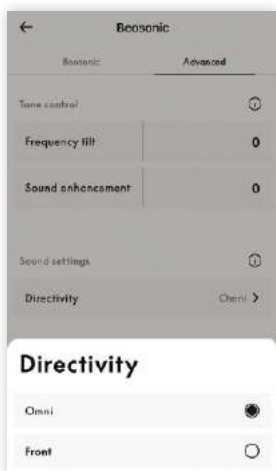 Beosonic
Beosonic Advanced
Tone control
Frequency tilt 0
Sound enhancement 0
Sound settings
Directivity Omni
Directivity
Omni
Front